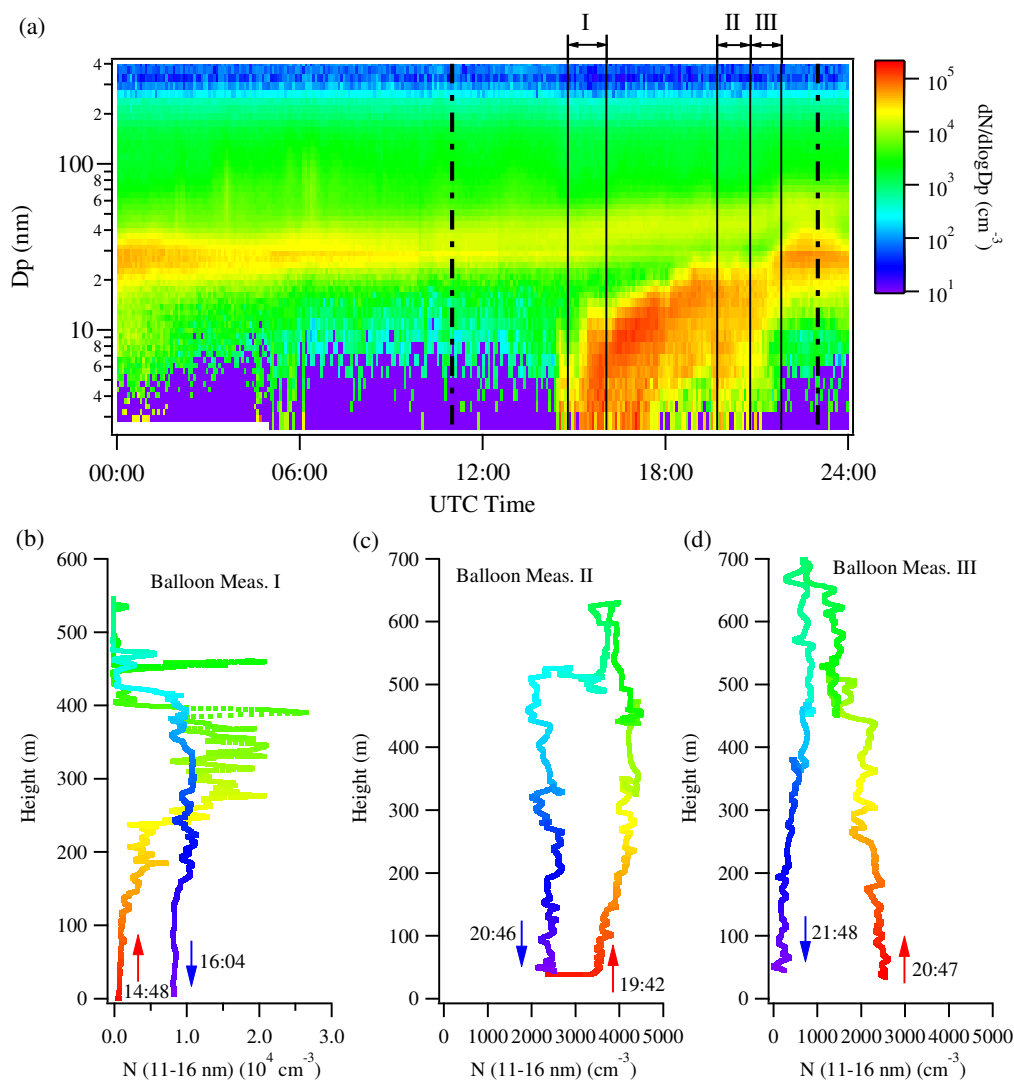 (a)
I II III
4
2
100
8
6
4
2
10
8
6
4
Dp (nm)
00:00 06:00 12:00 18:00 24:00
UTC Time
10^5
10^4
10^3
10^2
10^1
dN/dlogDp (cm^-3)
(b)
Balloon Meas. I
600
500
400
300
200
100
0
Height (m)
14:48
16:04
0.0 1.0 2.0 3.0
N (11-16 nm) (10^4 cm^-3)
(c)
Balloon Meas. II
700
600
500
400
300
200
100
0
Height (m)
20:46
19:42
0 1000 2000 3000 4000 5000
N (11-16 nm) (cm^-3)
(d)
Balloon Meas. III
700
600
500
400
300
200
100
0
Height (m)
21:48
20:47
0 1000 2000 3000 4000 5000
N (11-16 nm) (cm^-3)